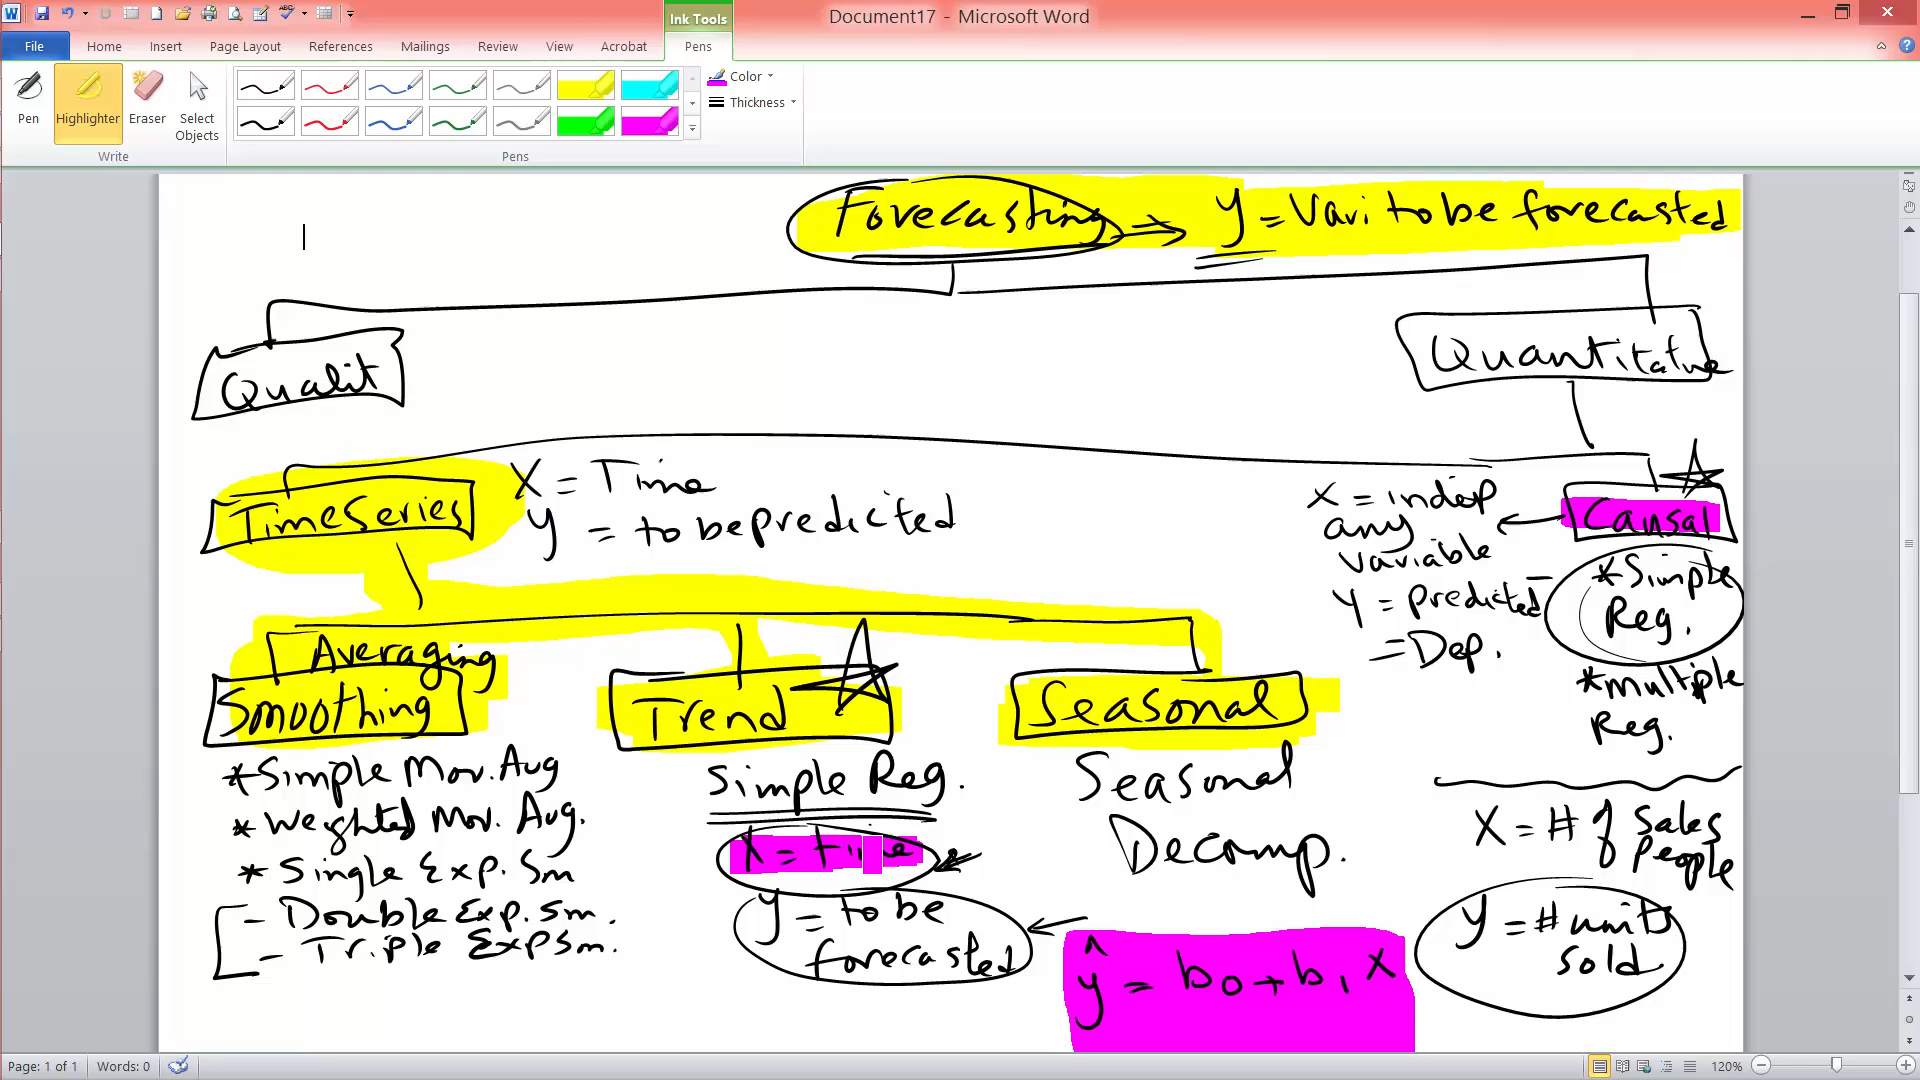 Document17 - Microsoft Word
Ink Tools
File Home Insert Page Layout References Mailings Review View Acrobat Pens
Pen Highlighter Eraser Select Objects
Color
Thickness
Write Pens
Forecasting → y = Vari to be forecasted
Qualit
Quantitative
Time Series
X = Time
y = to be predicted
Causal
X = indep
any
variable
Y = predicted
= Dep.
*Simple
Reg.
*Multiple
Reg.
Averaging
Smoothing
Trend
Seasonal
*Simple Mov. Avg
*Weighted Mov. Avg.
* Single Exp. Sm
- Double Exp. Sm.
- Triple Exp Sm.
Simple Reg.
X = time
y = to be
forecasted
Seasonal
Decomp.
X = # of Sales
People
y = # units
sold
ŷ = b0 + b1 X
Page: 1 of 1 Words: 0 120%